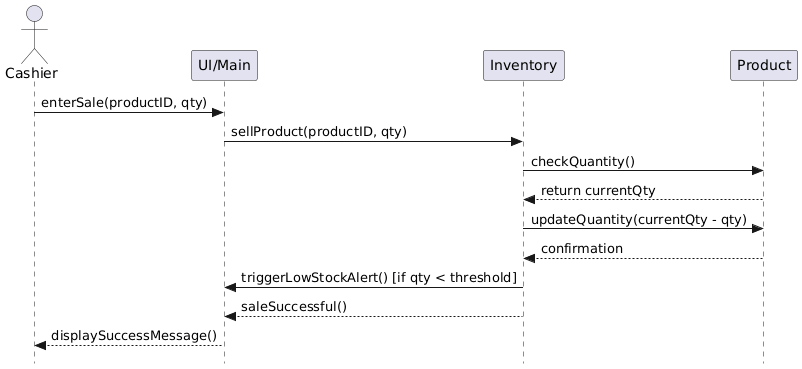 Cashier
UI/Main
Inventory
Product
enterSale(productID, qty)
sellProduct(productID, qty)
checkQuantity()
return currentQty
updateQuantity(currentQty - qty)
confirmation
triggerLowStockAlert() [if qty < threshold]
saleSuccessful()
displaySuccessMessage()